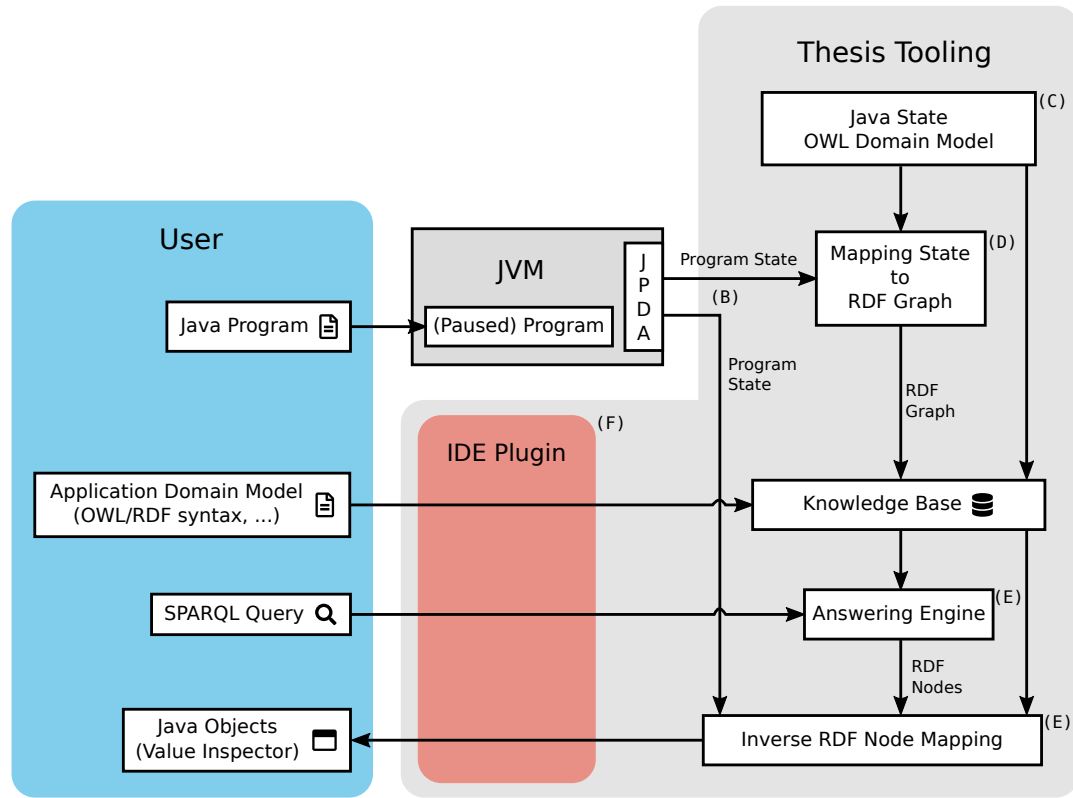 Thesis Tooling
(C)
Java State
OWL Domain Model
User
JVM
J
P
D
A
Program State
(B)
Mapping State
to
RDF Graph
(D)
Java Program
(Paused) Program
Program
State
RDF
Graph
(F)
IDE Plugin
Application Domain Model
(OWL/RDF syntax, ...)
Knowledge Base
SPARQL Query
Answering Engine
(E)
RDF
Nodes
Java Objects
(Value Inspector)
Inverse RDF Node Mapping
(E)